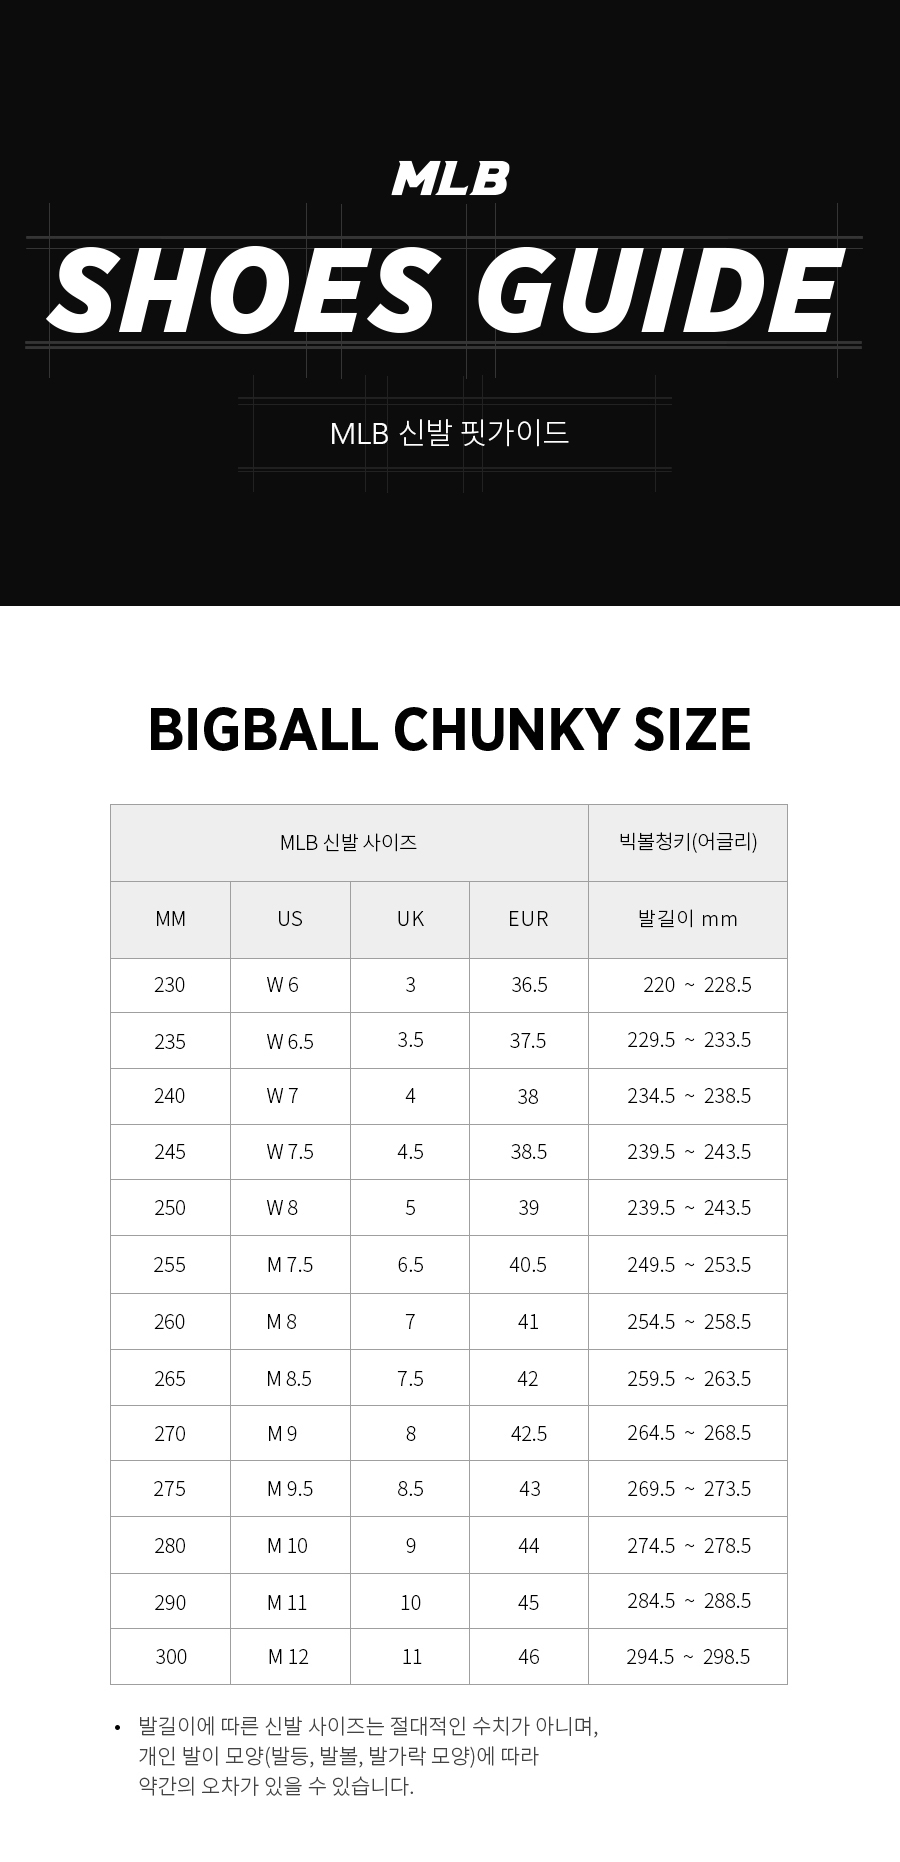 MLB
SHOES GUIDE
MLB 신발 핏가이드
BIGBALL CHUNKY SIZE
MLB 신발 사이즈 빅볼청키(어글리)
MM US UK EUR 발길이 mm
230 W 6 3 36.5 220 ~ 228.5
235 W 6.5 3.5 37.5 229.5 ~ 233.5
240 W 7 4 38 234.5 ~ 238.5
245 W 7.5 4.5 38.5 239.5 ~ 243.5
250 W 8 5 39 239.5 ~ 243.5
255 M 7.5 6.5 40.5 249.5 ~ 253.5
260 M 8 7 41 254.5 ~ 258.5
265 M 8.5 7.5 42 259.5 ~ 263.5
270 M 9 8 42.5 264.5 ~ 268.5
275 M 9.5 8.5 43 269.5 ~ 273.5
280 M 10 9 44 274.5 ~ 278.5
290 M 11 10 45 284.5 ~ 288.5
300 M 12 11 46 294.5 ~ 298.5
• 발길이에 따른 신발 사이즈는 절대적인 수치가 아니며,
개인 발이 모양(발등, 발볼, 발가락 모양)에 따라
약간의 오차가 있을 수 있습니다.